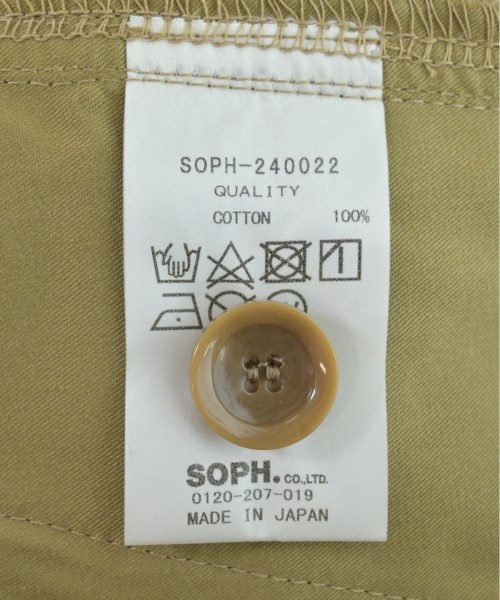 SOPH-240022
QUALITY
COTTON 100%
SOPH. CO.,LTD.
0120-207-019
MADE IN JAPAN